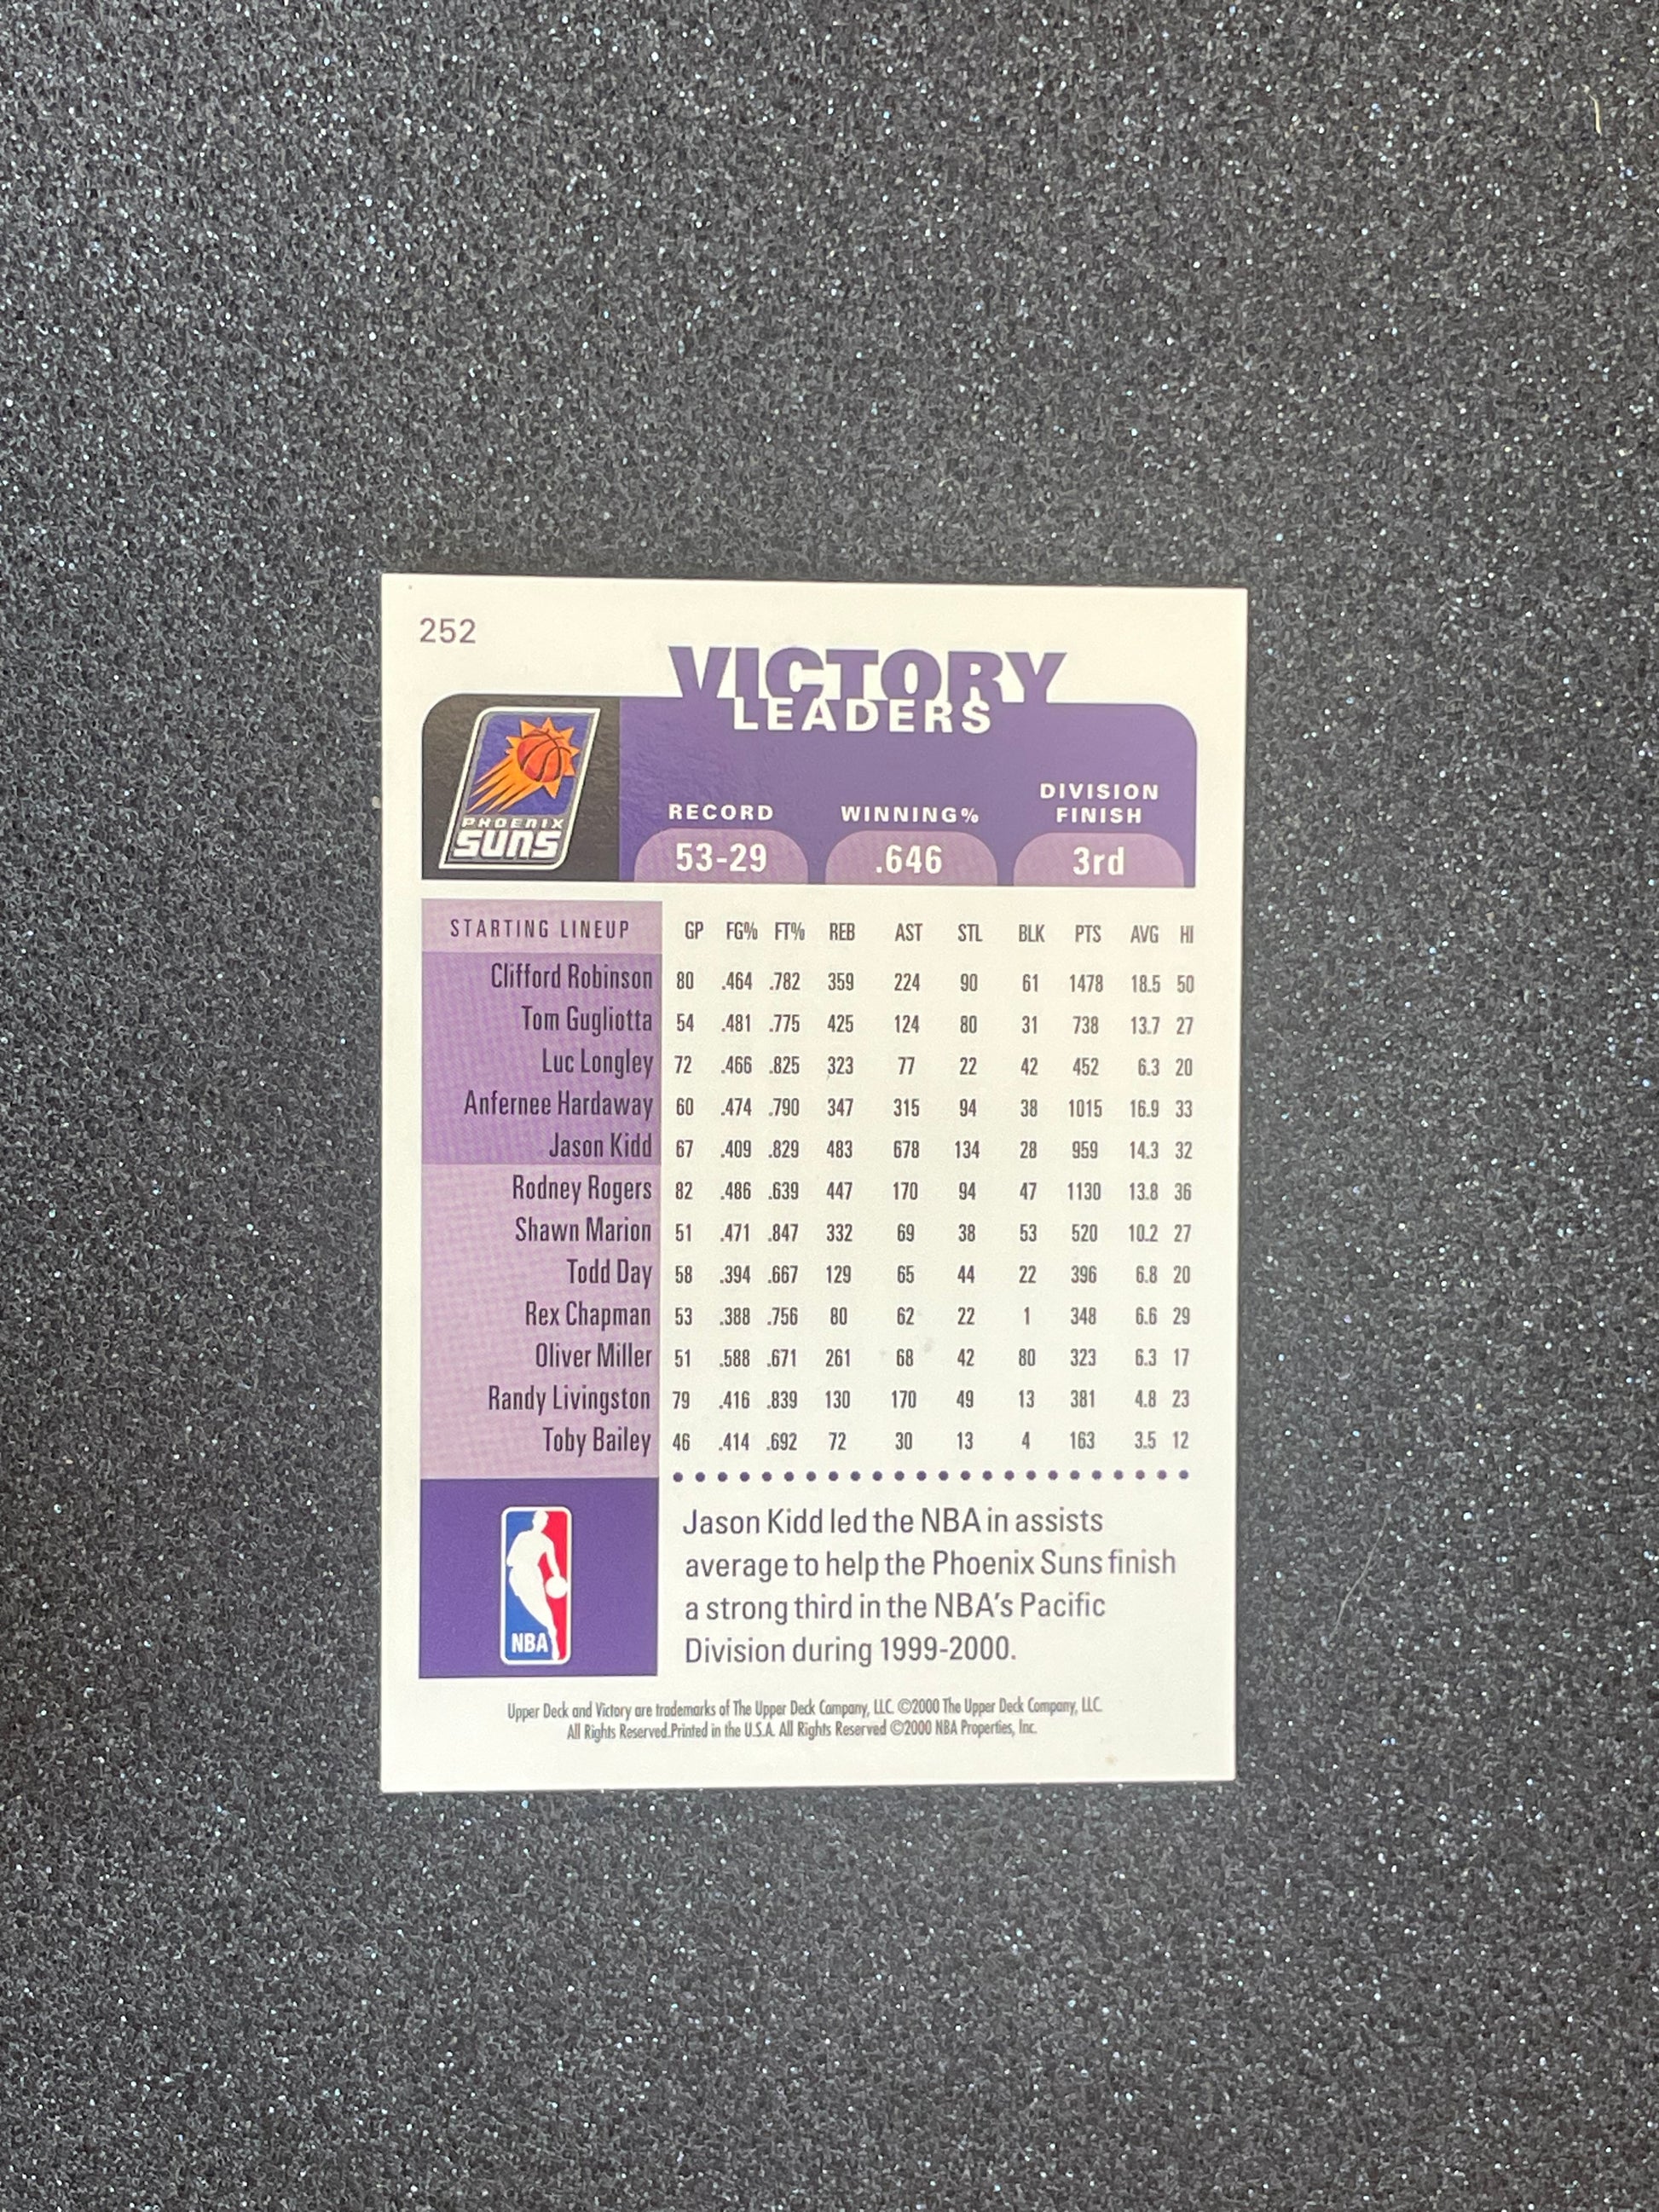 252
VICTORY
LEADERS
PHOENIX
SUNS
RECORD WINNING% DIVISION FINISH
53-29 .646 3rd
STARTING LINEUP GP FG% FT% REB AST STL BLK PTS AVG HI
Clifford Robinson 80 .464 .782 359 224 90 61 1478 18.5 50
Tom Gugliotta 54 .481 .775 425 124 80 31 738 13.7 27
Luc Longley 72 .466 .825 323 77 22 42 452 6.3 20
Anfernee Hardaway 60 .474 .790 347 315 94 38 1015 16.9 33
Jason Kidd 67 .409 .829 483 678 134 28 959 14.3 32
Rodney Rogers 82 .486 .639 447 170 94 47 1130 13.8 36
Shawn Marion 51 .471 .847 332 69 38 53 520 10.2 27
Todd Day 58 .394 .667 129 65 44 22 396 6.8 20
Rex Chapman 53 .388 .756 80 62 22 1 348 6.6 29
Oliver Miller 51 .588 .671 261 68 42 80 323 6.3 17
Randy Livingston 79 .416 .839 130 170 49 13 381 4.8 23
Toby Bailey 46 .414 .692 72 30 13 4 163 3.5 12
NBA
Jason Kidd led the NBA in assists
average to help the Phoenix Suns finish
a strong third in the NBA's Pacific
Division during 1999-2000.
Upper Deck and Victory are trademarks of The Upper Deck Company, LLC. ©2000 The Upper Deck Company, LLC.
All Rights Reserved.Printed in the U.S.A. All Rights Reserved ©2000 NBA Properties, Inc.